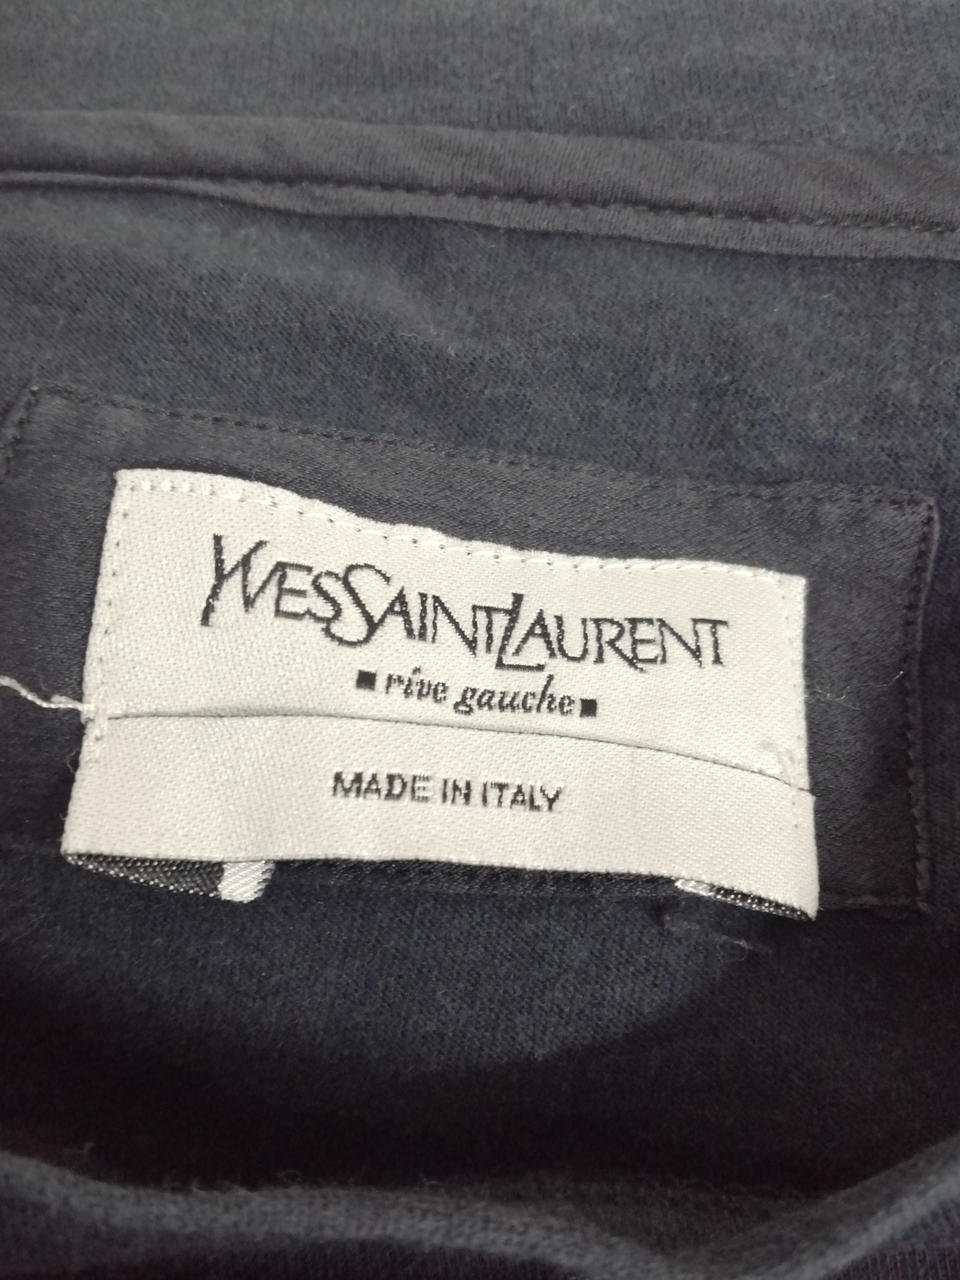 YVESSAINTLAURENT
rive gauche
MADE IN ITALY